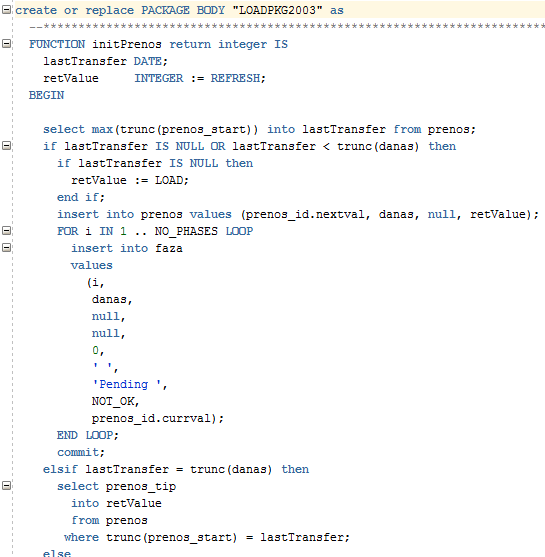 create or replace PACKAGE BODY "LOADPKG2003" as
--************************************************************************
FUNCTION initPrenos return integer IS
lastTransfer DATE;
retValue     INTEGER := REFRESH;
BEGIN
select max(trunc(prenos_start)) into lastTransfer from prenos;
if lastTransfer IS NULL OR lastTransfer < trunc(danas) then
if lastTransfer IS NULL then
retValue := LOAD;
end if;
insert into prenos values (prenos_id.nextval, danas, null, retValue);
FOR i IN 1 .. NO_PHASES LOOP
insert into faza
values
(i,
danas,
null,
null,
0,
' ',
'Pending ',
NOT_OK,
prenos_id.currval);
END LOOP;
commit;
elsif lastTransfer = trunc(danas) then
select prenos_tip
into retValue
from prenos
where trunc(prenos_start) = lastTransfer;
else